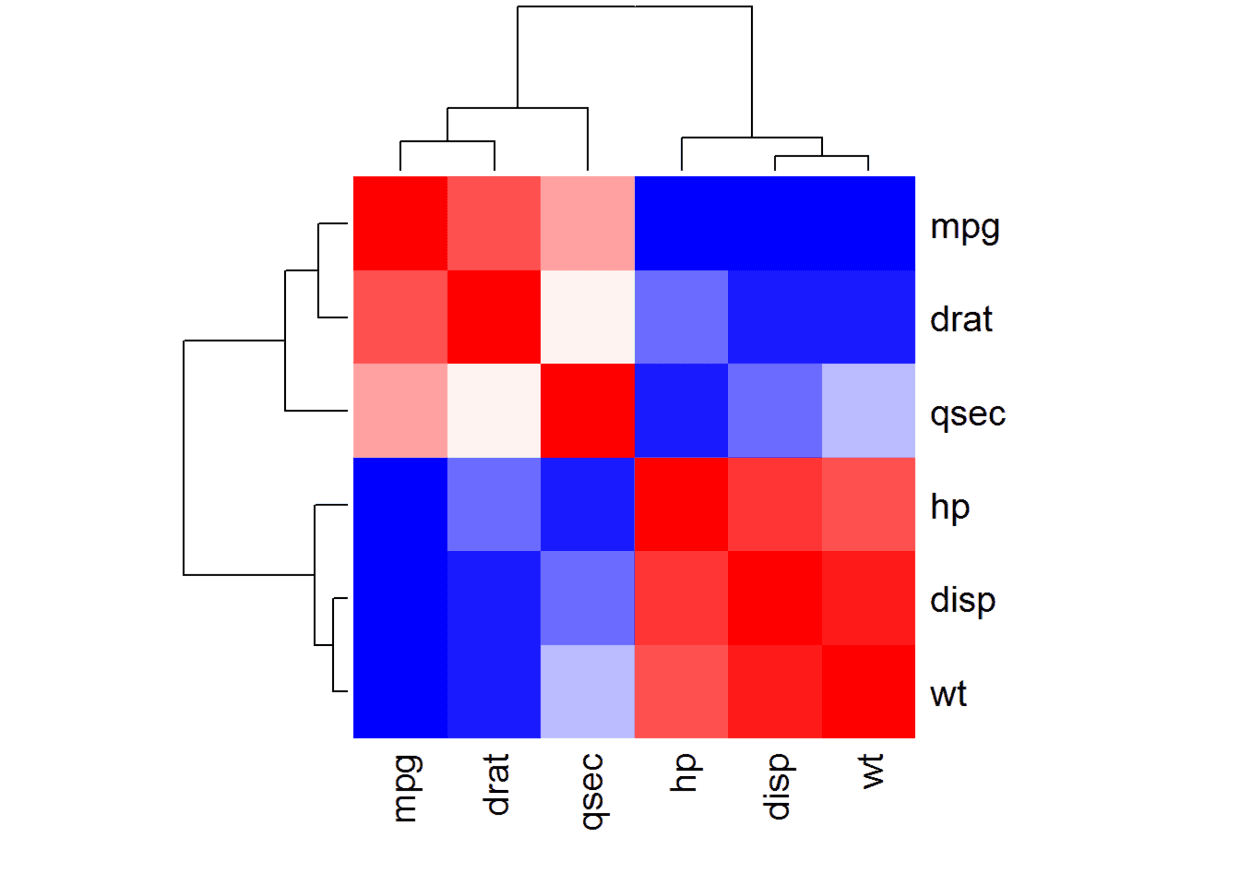 mpg
drat
qsec
hp
disp
wt
mpg
drat
qsec
hp
disp
wt